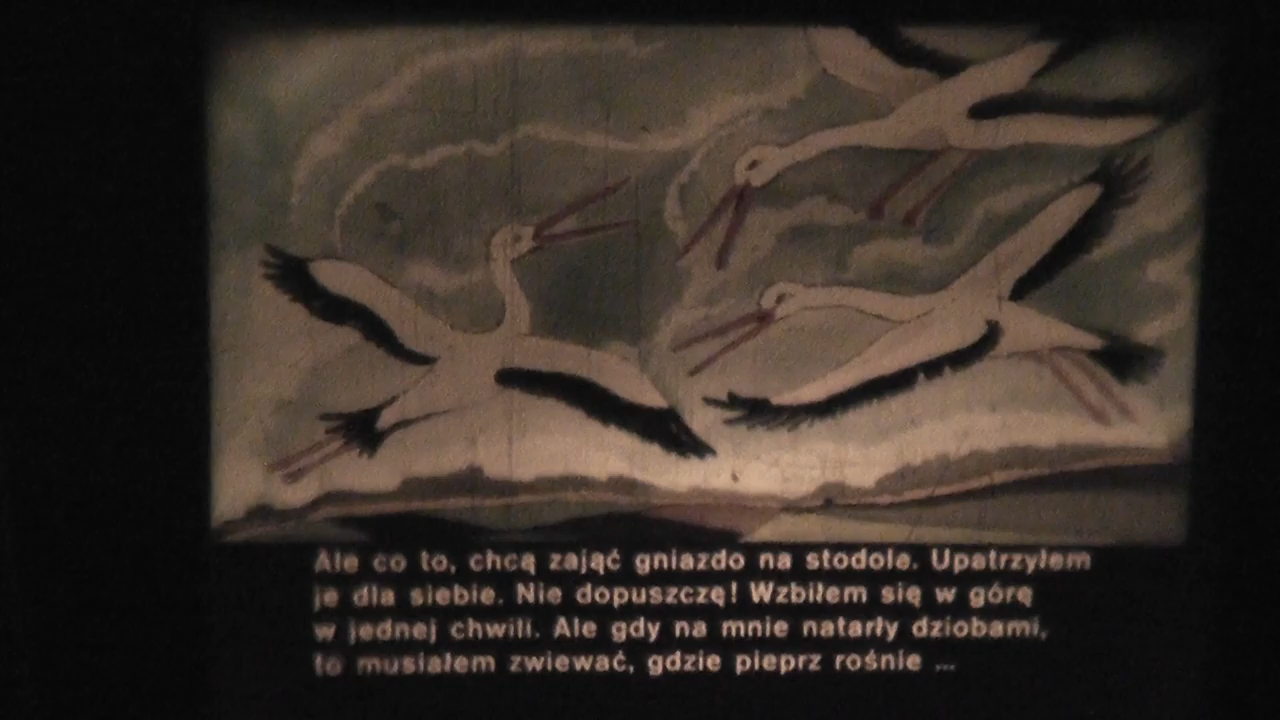 Ale co to, chcą zająć gniazdo na stodole. Upatrzyłem
je dla siebie. Nie dopuszczę! Wzbiłem się w górę
w jednej chwili. Ale gdy na mnie natarły dziobami,
to musiałem zwiewać, gdzie pieprz rośnie ...